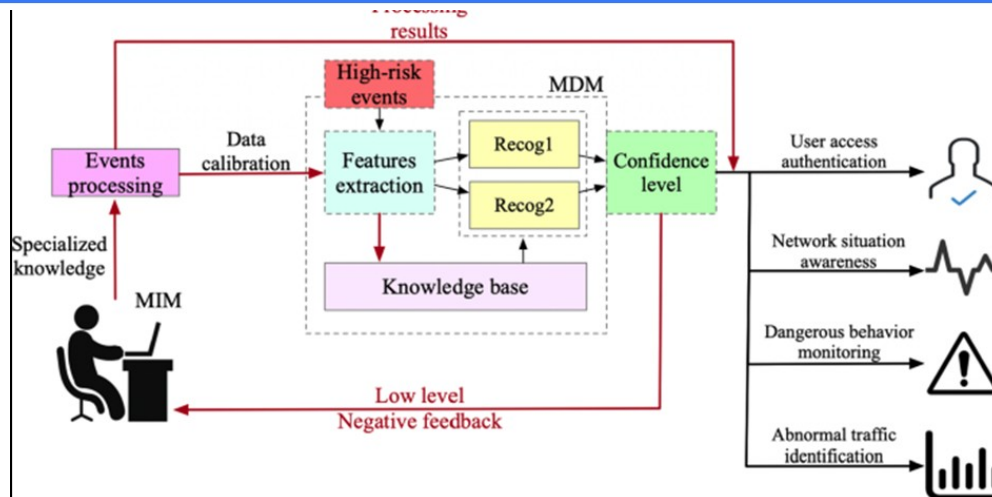 Processing
results
High-risk
events
MDM
Data
calibration
Events
processing
Features
extraction
Recog1
Recog2
Confidence
level
User access
authentication
Specialized
knowledge
Network situation
awareness
Knowledge base
MIM
Dangerous behavior
monitoring
Low level
Negative feedback
Abnormal traffic
identification